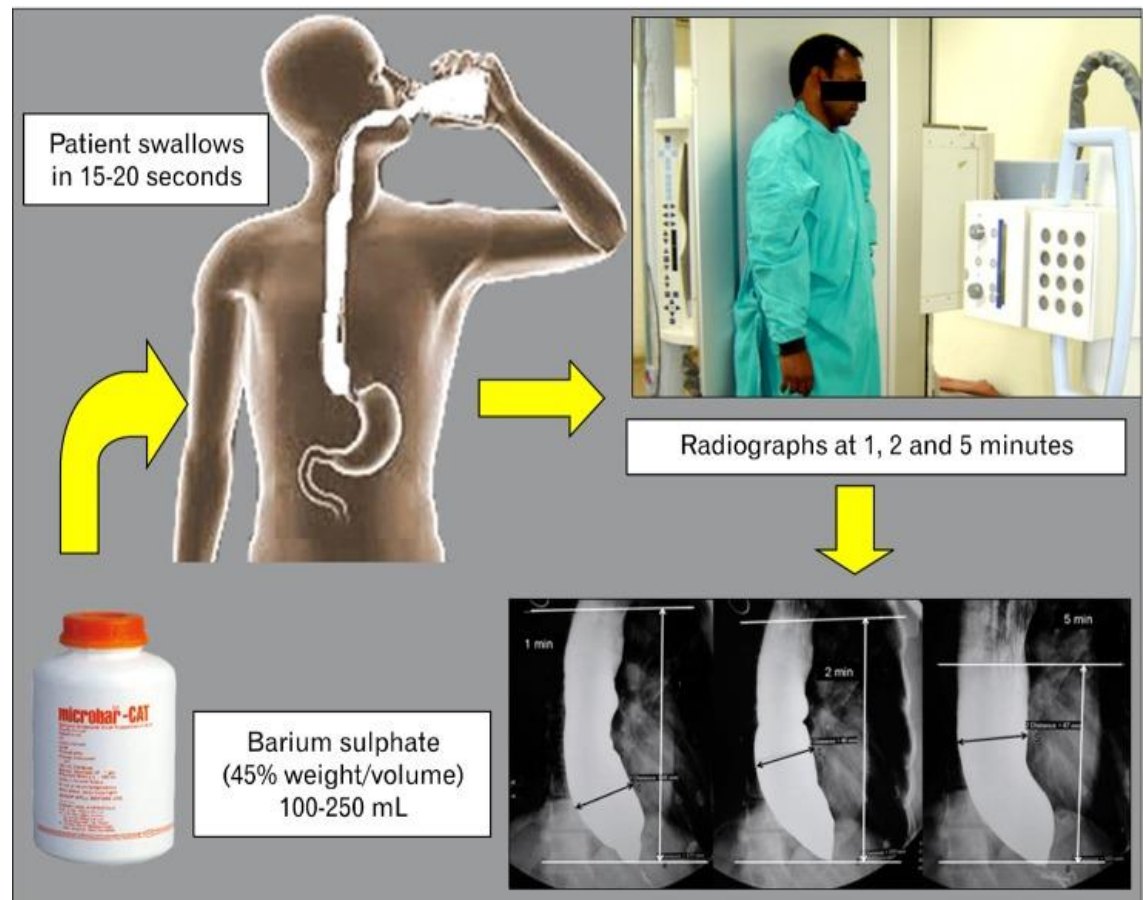 Patient swallows
in 15-20 seconds
Radiographs at 1, 2 and 5 minutes
1 min
2 min
5 min
microbar-CAT
Barium sulphate
(45% weight/volume)
100-250 mL